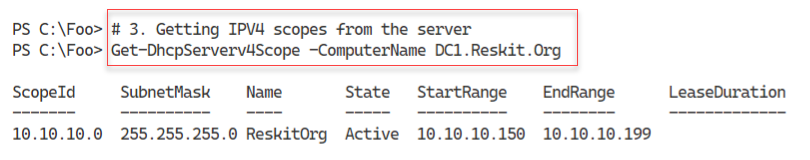 PS C:\Foo> # 3. Getting IPV4 scopes from the server
PS C:\Foo> Get-DhcpServerv4Scope -ComputerName DC1.Reskit.Org
ScopeId SubnetMask Name State StartRange EndRange LeaseDuration
------- ---------- ---- ----- ---------- -------- -------------
10.10.10.0 255.255.255.0 ReskitOrg Active 10.10.10.150 10.10.10.199